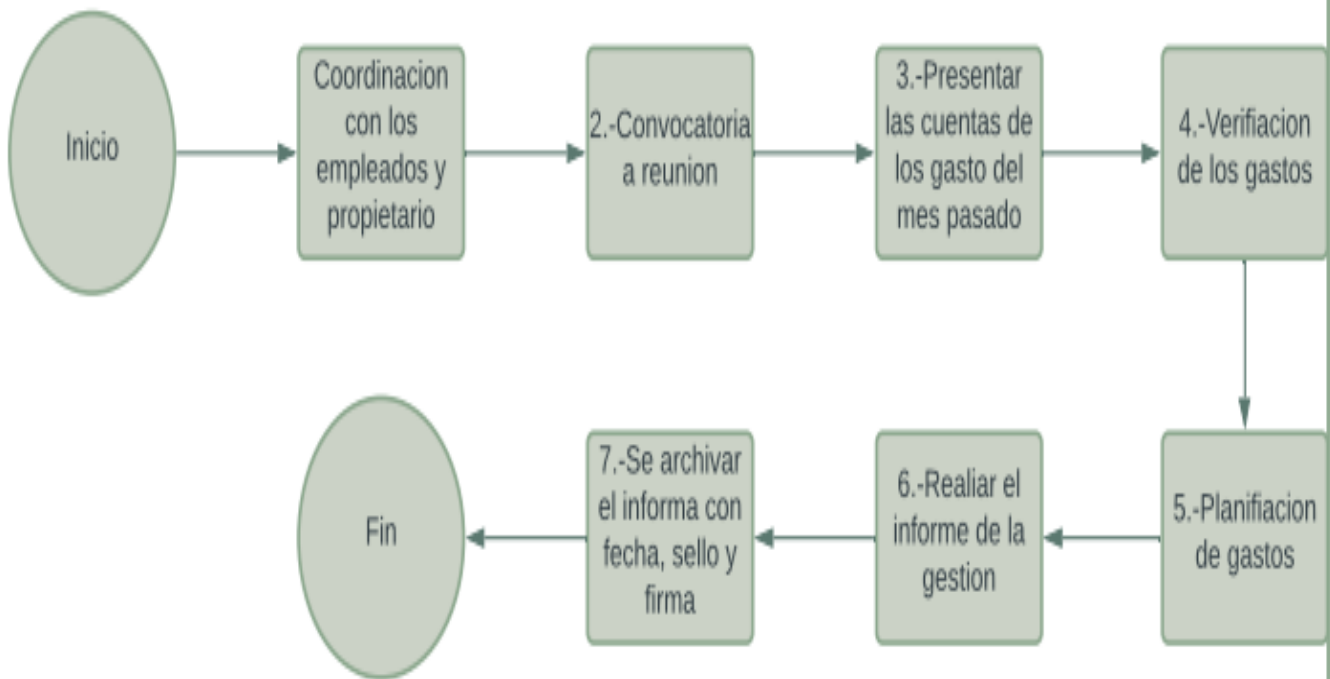 Inicio
Coordinacion
con los
empleados y
propietario
2.-Convocatoria
a reunion
3.-Presentar
las cuentas de
los gasto del
mes pasado
4.-Verifiacion
de los gastos
5.-Planifiacion
de gastos
6.-Realiar el
informe de la
gestion
7.-Se archivar
el informa con
fecha, sello y
firma
Fin